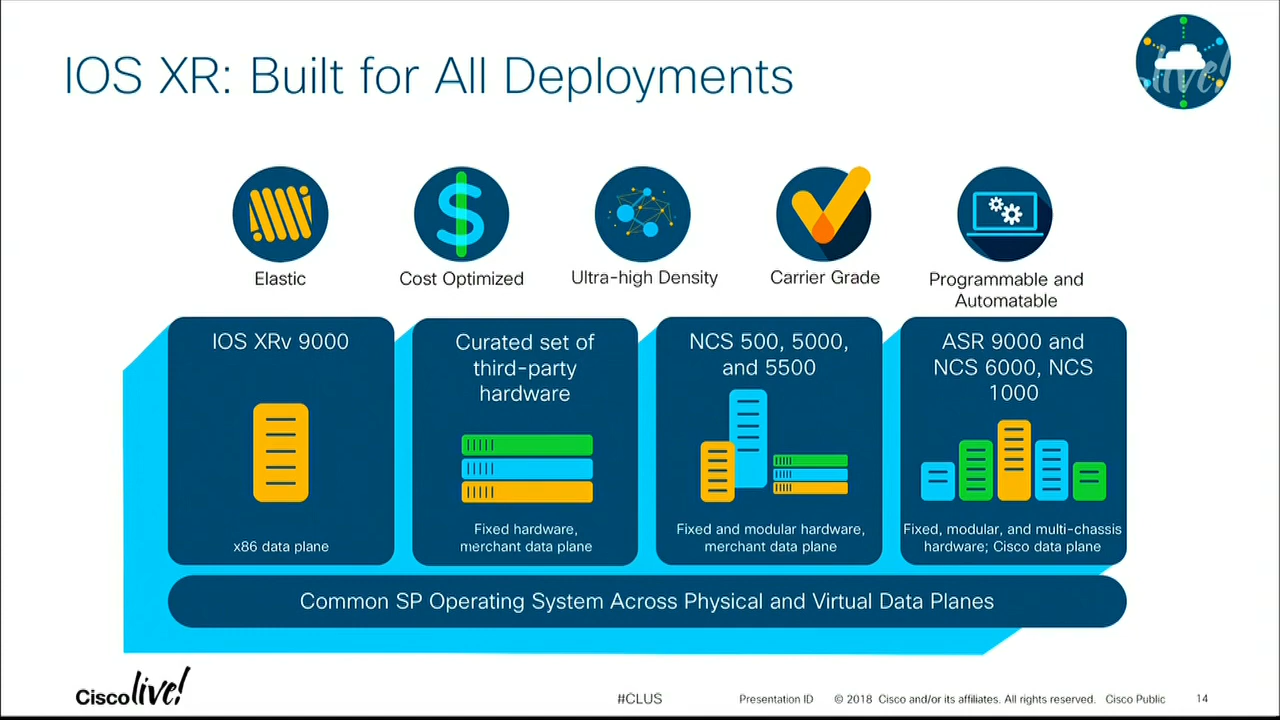 IOS XR: Built for All Deployments
live!
Elastic
Cost Optimized
Ultra-high Density
Carrier Grade
Programmable and
Automatable
IOS XRv 9000
x86 data plane
Curated set of
third-party
hardware
Fixed hardware,
merchant data plane
NCS 500, 5000,
and 5500
Fixed and modular hardware,
merchant data plane
ASR 9000 and
NCS 6000, NCS
1000
Fixed, modular, and multi-chassis
hardware; Cisco data plane
Common SP Operating System Across Physical and Virtual Data Planes
Cisco live!
#CLUS
Presentation ID
© 2018 Cisco and/or its affiliates. All rights reserved. Cisco Public
14